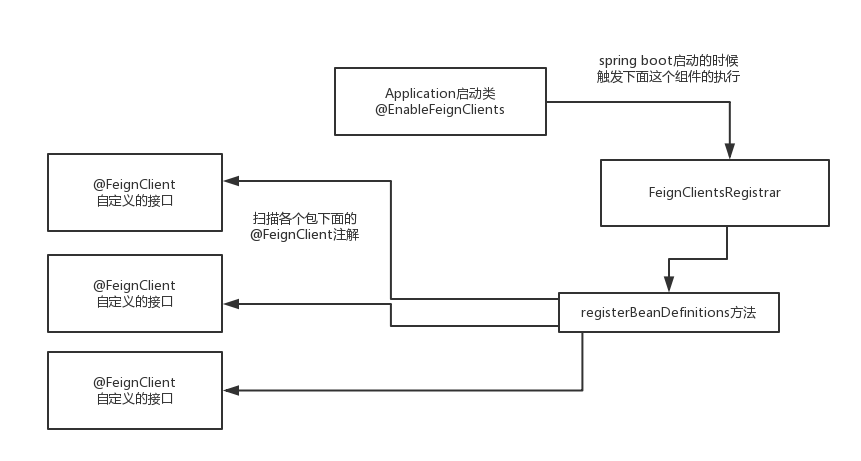 spring boot启动的时候
触发下面这个组件的执行
Application启动类
@EnableFeignClients
@FeignClient
自定义的接口
FeignClientsRegistrar
扫描各个包下面的
@FeignClient注解
@FeignClient
自定义的接口
registerBeanDefinitions方法
@FeignClient
自定义的接口